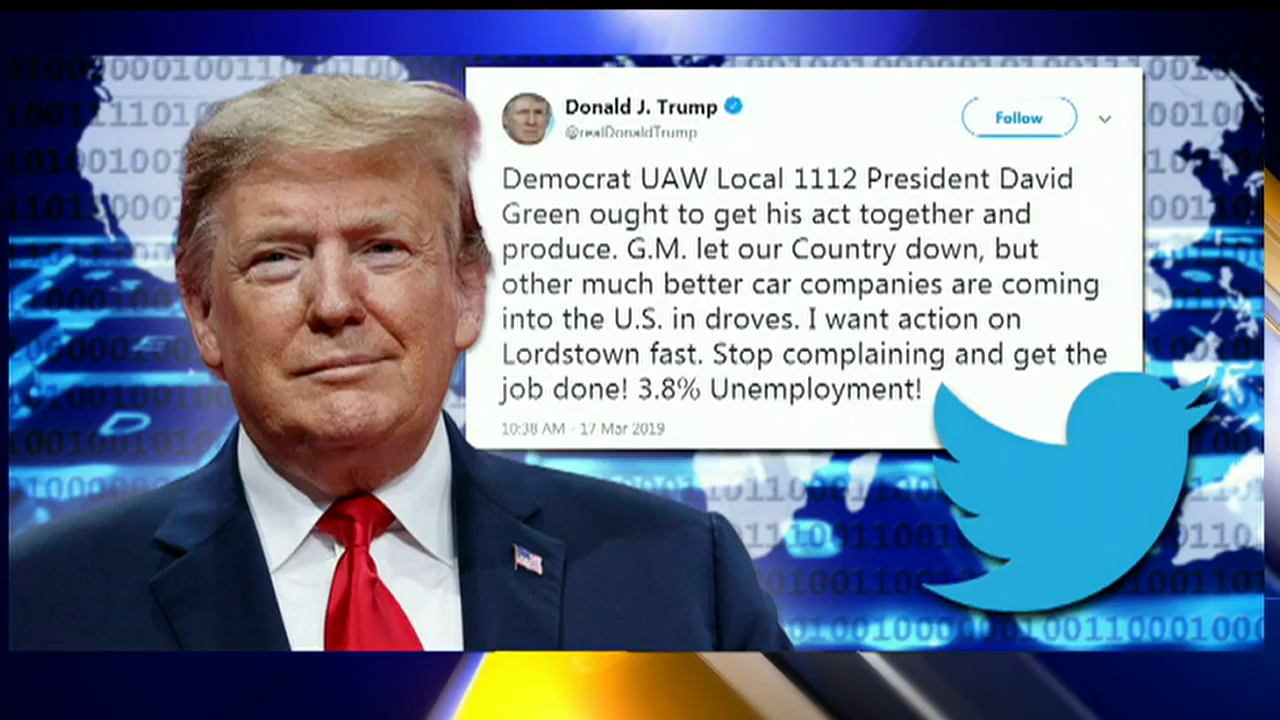 Donald J. Trump
@realDonaldTrump
Follow
Democrat UAW Local 1112 President David
Green ought to get his act together and
produce. G.M. let our Country down, but
other much better car companies are coming
into the U.S. in droves. I want action on
Lordstown fast. Stop complaining and get the
job done! 3.8% Unemployment!
10:38 AM - 17 Mar 2019